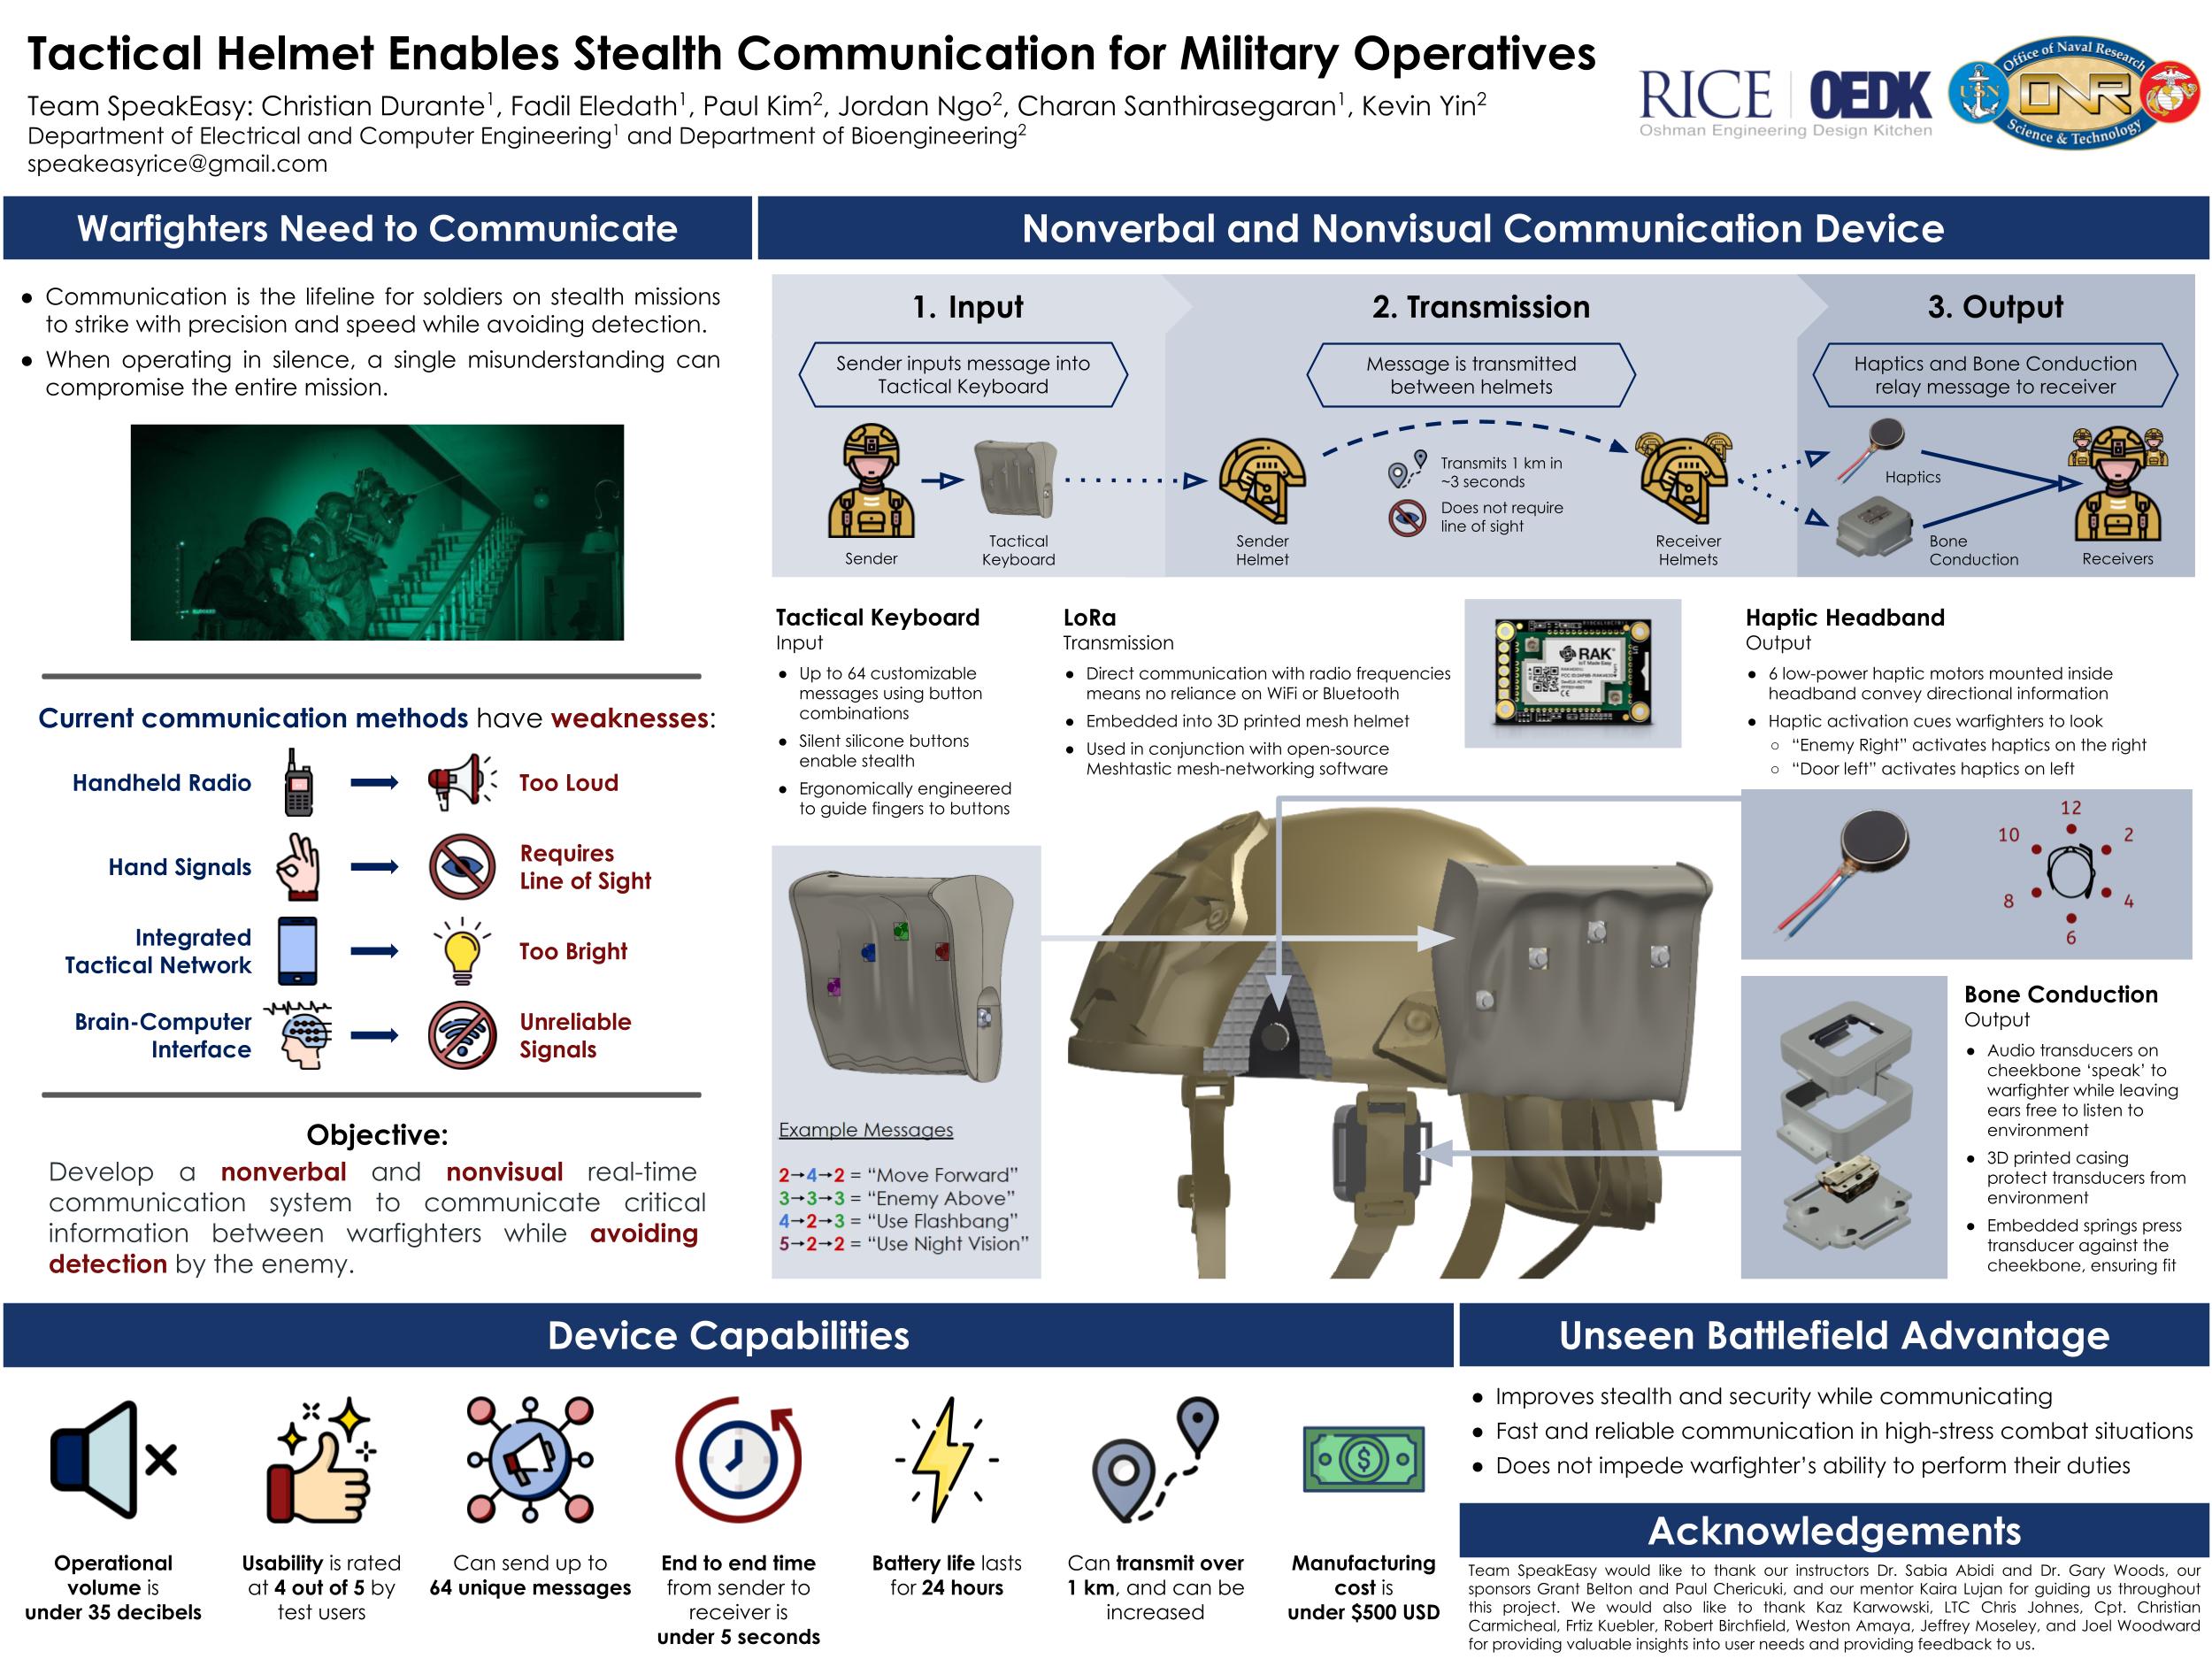 Tactical Helmet Enables Stealth Communication for Military Operatives
Team SpeakEasy: Christian Durante1, Fadil Eledath1, Paul Kim2, Jordan Ngo2, Charan Santhirasegaran1, Kevin Yin2
Department of Electrical and Computer Engineering1 and Department of Bioengineering2
speakeasyrice@gmail.com
RICE OEDK
Oshman Engineering Design Kitchen
Office of Naval Research
USN
ONR
Science & Technology
Warfighters Need to Communicate
● Communication is the lifeline for soldiers on stealth missions
to strike with precision and speed while avoiding detection.
● When operating in silence, a single misunderstanding can
compromise the entire mission.
Current communication methods have weaknesses:
Handheld Radio
Too Loud
Hand Signals
Requires
Line of Sight
Integrated
Tactical Network
Too Bright
Brain-Computer
Interface
Unreliable
Signals
Objective:
Develop a nonverbal and nonvisual real-time
communication system to communicate critical
information between warfighters while avoiding
detection by the enemy.
Nonverbal and Nonvisual Communication Device
1. Input
Sender inputs message into
Tactical Keyboard
Sender
Tactical
Keyboard
2. Transmission
Message is transmitted
between helmets
Sender
Helmet
Transmits 1 km in
~3 seconds
Does not require
line of sight
Receiver
Helmets
3. Output
Haptics and Bone Conduction
relay message to receiver
Haptics
Bone
Conduction
Receivers
Tactical Keyboard
Input
● Up to 64 customizable
messages using button
combinations
● Silent silicone buttons
enable stealth
● Ergonomically engineered
to guide fingers to buttons
Example Messages
2→4→2 = “Move Forward”
3→3→3 = “Enemy Above”
4→2→3 = “Use Flashbang”
5→2→2 = “Use Night Vision”
LoRa
Transmission
● Direct communication with radio frequencies
means no reliance on WiFi or Bluetooth
● Embedded into 3D printed mesh helmet
● Used in conjunction with open-source
Meshtastic mesh-networking software
RAK
IoT Made Easy
Haptic Headband
Output
● 6 low-power haptic motors mounted inside
headband convey directional information
● Haptic activation cues warfighters to look
○ “Enemy Right” activates haptics on the right
○ “Door left” activates haptics on left
12
10 2
8 4
6
Bone Conduction
Output
● Audio transducers on
cheekbone ‘speak’ to
warfighter while leaving
ears free to listen to
environment
● 3D printed casing
protect transducers from
environment
● Embedded springs press
transducer against the
cheekbone, ensuring fit
Device Capabilities
Operational
volume is
under 35 decibels
Usability is rated
at 4 out of 5 by
test users
Can send up to
64 unique messages
End to end time
from sender to
receiver is
under 5 seconds
Battery life lasts
for 24 hours
Can transmit over
1 km, and can be
increased
Manufacturing
cost is
under $500 USD
Unseen Battlefield Advantage
● Improves stealth and security while communicating
● Fast and reliable communication in high-stress combat situations
● Does not impede warfighter’s ability to perform their duties
Acknowledgements
Team SpeakEasy would like to thank our instructors Dr. Sabia Abidi and Dr. Gary Woods, our
sponsors Grant Belton and Paul Chericuki, and our mentor Kaira Lujan for guiding us throughout
this project. We would also like to thank Kaz Karwowski, LTC Chris Johnes, Cpt. Christian
Carmicheal, Frtiz Kuebler, Robert Birchfield, Weston Amaya, Jeffrey Moseley, and Joel Woodward
for providing valuable insights into user needs and providing feedback to us.